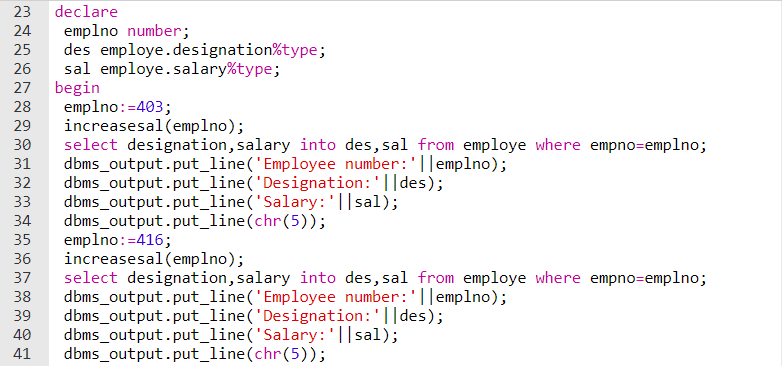 23 declare
24 emplno number;
25 des employe.designation%type;
26 sal employe.salary%type;
27 begin
28 emplno:=403;
29 increasesal(emplno);
30 select designation,salary into des,sal from employe where empno=emplno;
31 dbms_output.put_line('Employee number:'||emplno);
32 dbms_output.put_line('Designation:'||des);
33 dbms_output.put_line('Salary:'||sal);
34 dbms_output.put_line(chr(5));
35 emplno:=416;
36 increasesal(emplno);
37 select designation,salary into des,sal from employe where empno=emplno;
38 dbms_output.put_line('Employee number:'||emplno);
39 dbms_output.put_line('Designation:'||des);
40 dbms_output.put_line('Salary:'||sal);
41 dbms_output.put_line(chr(5));